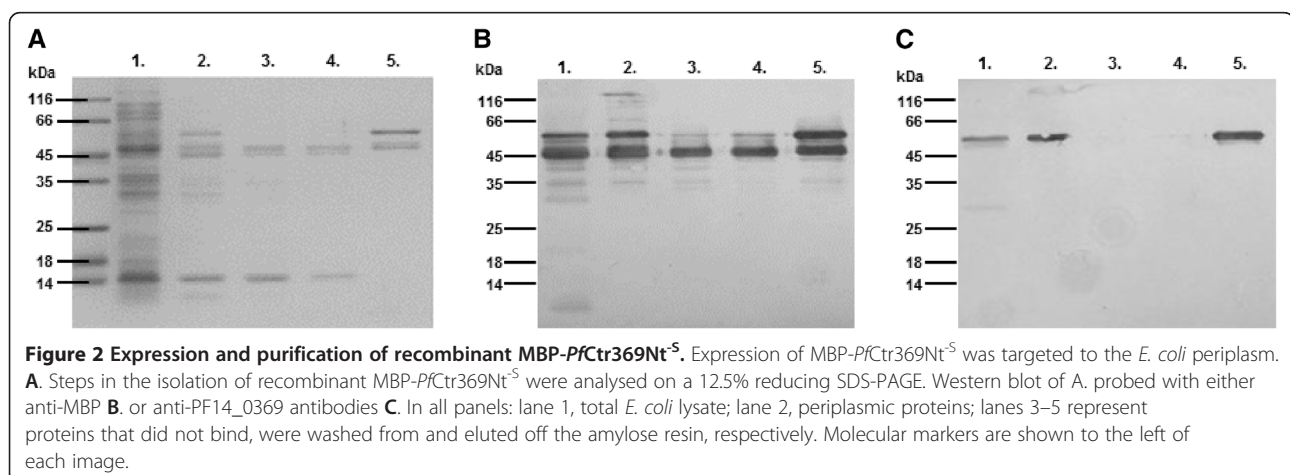 A
B
C
kDa 1. 2. 3. 4. 5.
116
66
45
35
25
18
14
kDa 1. 2. 3. 4. 5.
116
66
45
35
25
18
14
kDa 1. 2. 3. 4. 5.
116
66
45
35
25
18
14
Figure 2 Expression and purification of recombinant MBP-PfCtr369Nt-S. Expression of MBP-PfCtr369Nt-S was targeted to the E. coli periplasm.
A. Steps in the isolation of recombinant MBP-PfCtr369Nt-S were analysed on a 12.5% reducing SDS-PAGE. Western blot of A. probed with either
anti-MBP B. or anti-PF14_0369 antibodies C. In all panels: lane 1, total E. coli lysate; lane 2, periplasmic proteins; lanes 3–5 represent
proteins that did not bind, were washed from and eluted off the amylose resin, respectively. Molecular markers are shown to the left of
each image.